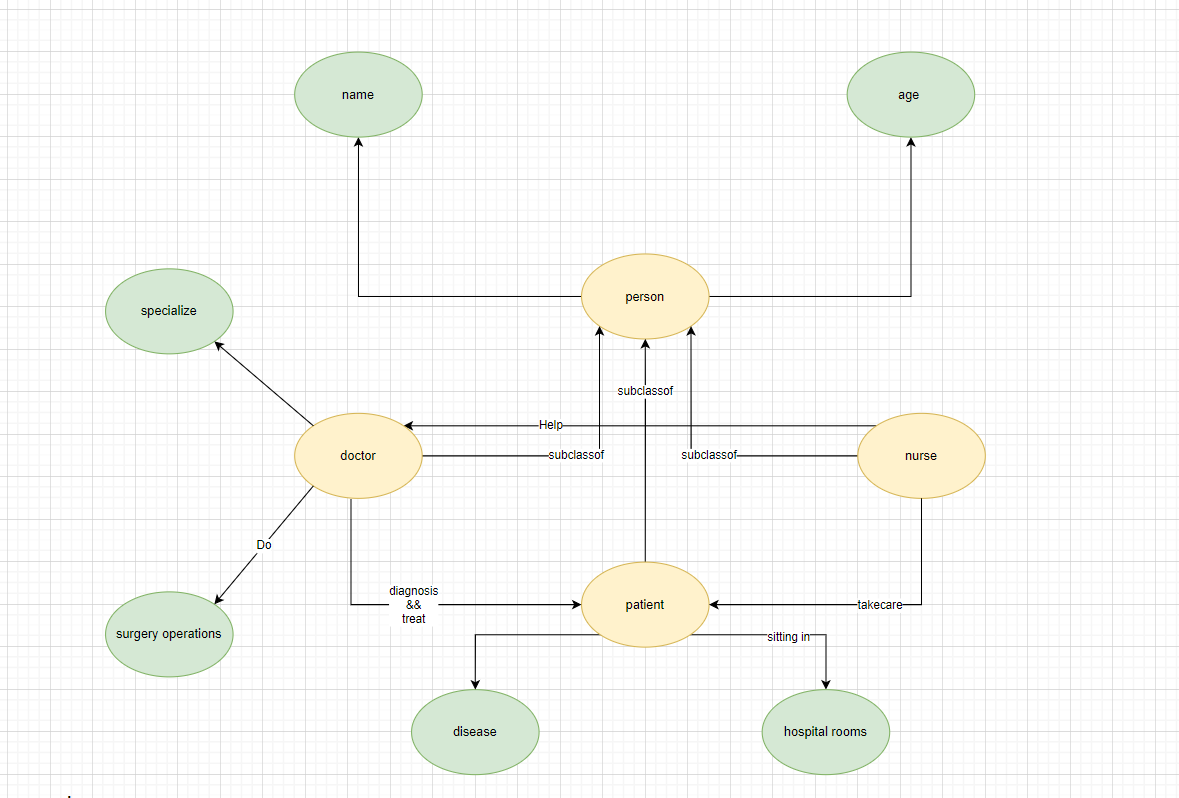 name
age
person
specialize
subclassof
Help
doctor
subclassof
subclassof
nurse
Do
diagnosis
&&
treat
patient
takecare
surgery operations
sitting in
disease
hospital rooms